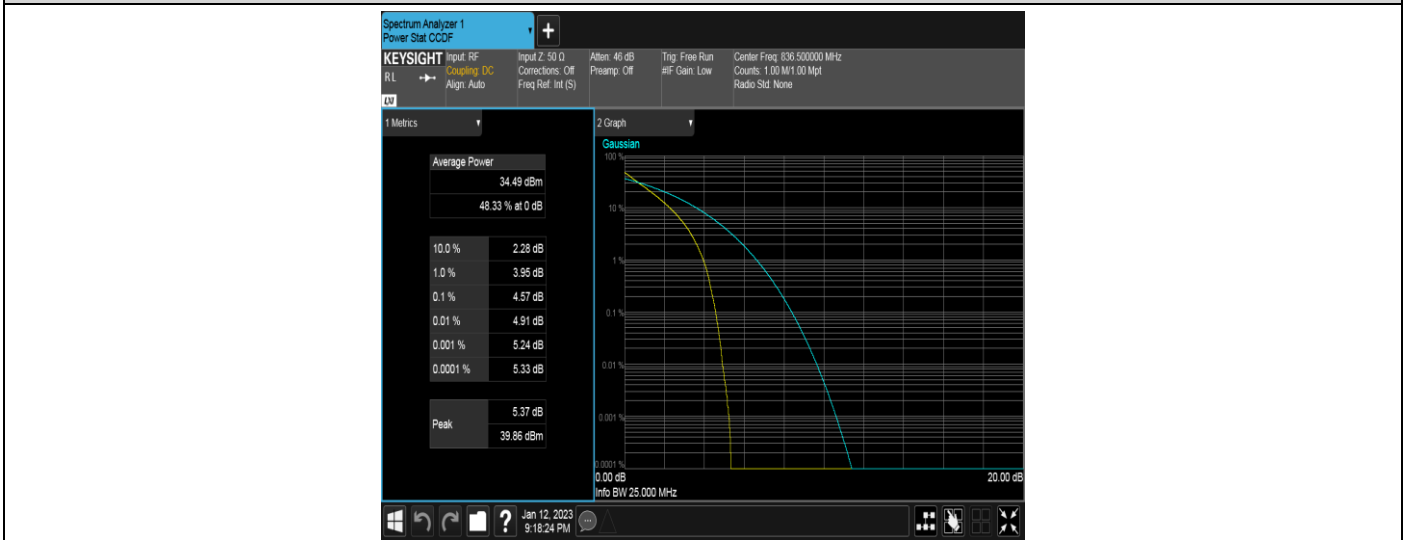 Spectrum Analyzer 1
Power Stat CCDF
+
KEYSIGHT
RL
LXI
Input: RF
Coupling: DC
Align: Auto
Input Z: 50 Ω
Corrections: Off
Freq Ref: Int (S)
Atten: 46 dB
Preamp: Off
Trig: Free Run
#IF Gain: Low
Center Freq: 836.500000 MHz
Counts: 1.00 M/1.00 Mpt
Radio Std: None
1 Metrics
Average Power
34.49 dBm
48.33 % at 0 dB
10.0 % 2.28 dB
1.0 % 3.95 dB
0.1 % 4.57 dB
0.01 % 4.91 dB
0.001 % 5.24 dB
0.0001 % 5.33 dB
Peak
5.37 dB
39.86 dBm
2 Graph
Gaussian
100 %
10 %
1 %
0.1 %
0.01 %
0.001 %
0.0001 %
0.00 dB 20.00 dB
Info BW 25.000 MHz
?
Jan 12, 2023
9:18:24 PM